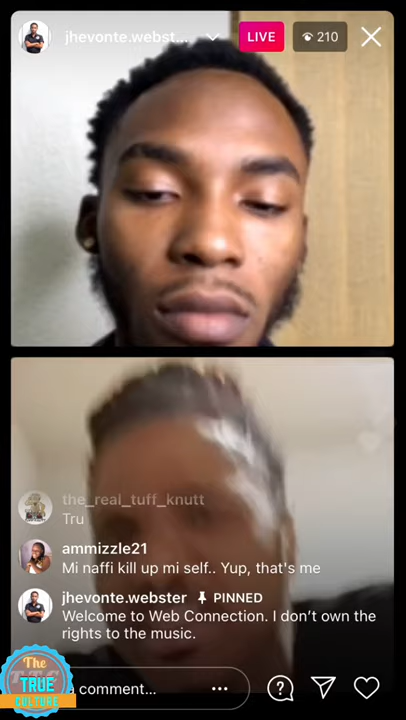 jhevonte.webst...
LIVE
210
the_real_tuff_knutt
Tru
ammizzle21
Mi naffi kill up mi self.. Yup, that's me
jhevonte.webster PINNED
Welcome to Web Connection. I don't own the
rights to the music.
The
TRUE
CULTURE
a comment...